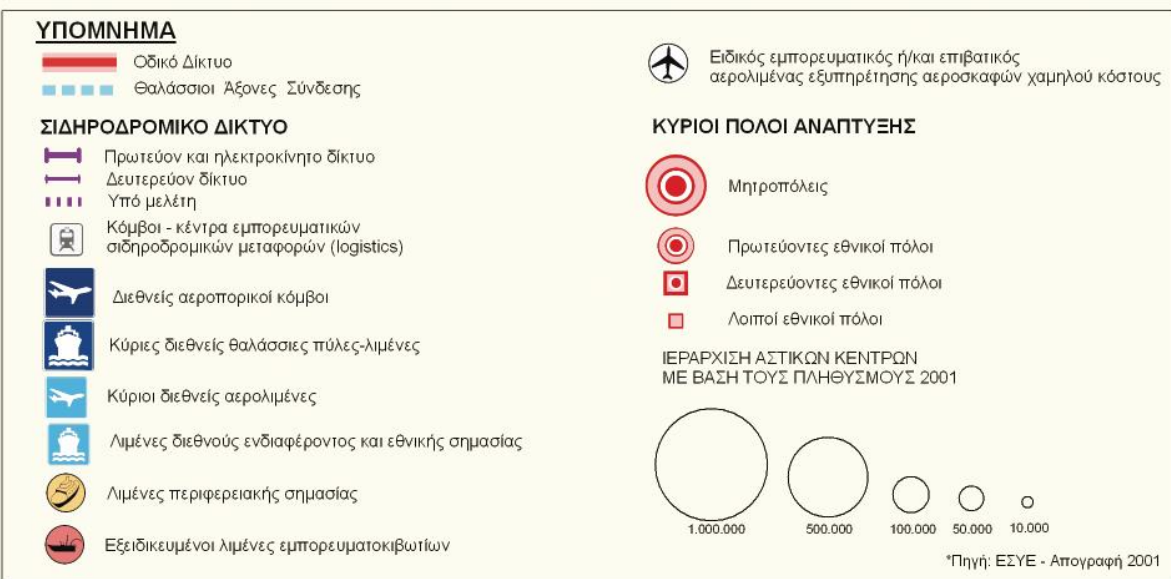 ΥΠΟΜΝΗΜΑ
Οδικό Δίκτυο
Θαλάσσιοι Άξονες Σύνδεσης
ΣΙΔΗΡΟΔΡΟΜΙΚΟ ΔΙΚΤΥΟ
Πρωτεύον και ηλεκτροκίνητο δίκτυο
Δευτερεύον δίκτυο
Υπό μελέτη
Κόμβοι - κέντρα εμπορευματικών
σιδηροδρομικών μεταφορών (logistics)
Διεθνείς αεροπορικοί κόμβοι
Κύριες διεθνείς θαλάσσιες πύλες-λιμένες
Κύριοι διεθνείς αερολιμένες
Λιμένες διεθνούς ενδιαφέροντος και εθνικής σημασίας
Λιμένες περιφερειακής σημασίας
Εξειδικευμένοι λιμένες εμπορευματοκιβωτίων
Ειδικός εμπορευματικός ή/και επιβατικός
αερολιμένας εξυπηρέτησης αεροσκαφών χαμηλού κόστους
ΚΥΡΙΟΙ ΠΟΛΟΙ ΑΝΑΠΤΥΞΗΣ
Μητροπόλεις
Πρωτεύοντες εθνικοί πόλοι
Δευτερεύοντες εθνικοί πόλοι
Λοιποί εθνικοί πόλοι
ΙΕΡΑΡΧΙΣΗ ΑΣΤΙΚΩΝ ΚΕΝΤΡΩΝ
ΜΕ ΒΑΣΗ ΤΟΥΣ ΠΛΗΘΥΣΜΟΥΣ 2001
1.000.000 500.000 100.000 50.000 10.000
*Πηγή: ΕΣΥΕ - Απογραφή 2001